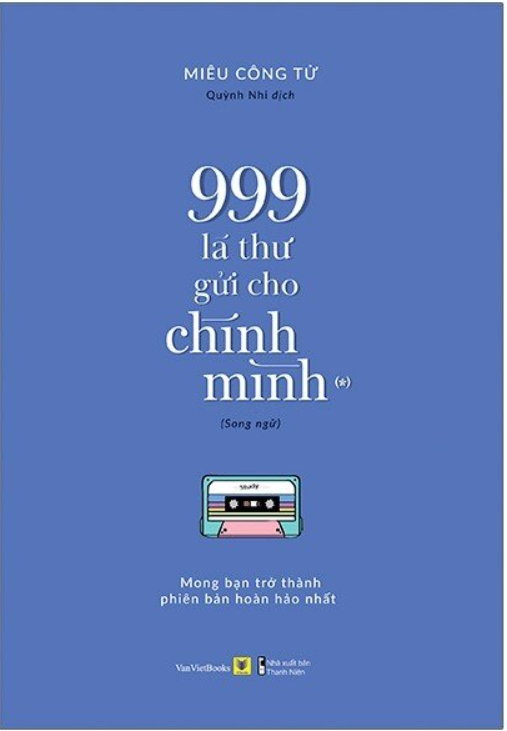 MIÊU CÔNG TỬ
Quỳnh Nhi dịch
999
lá thư
gửi cho
chính
mình (*)
(Song ngữ)
Mong bạn trở thành
phiên bản hoàn hảo nhất
VanVietBooks
Nhà xuất bản
Thanh Niên